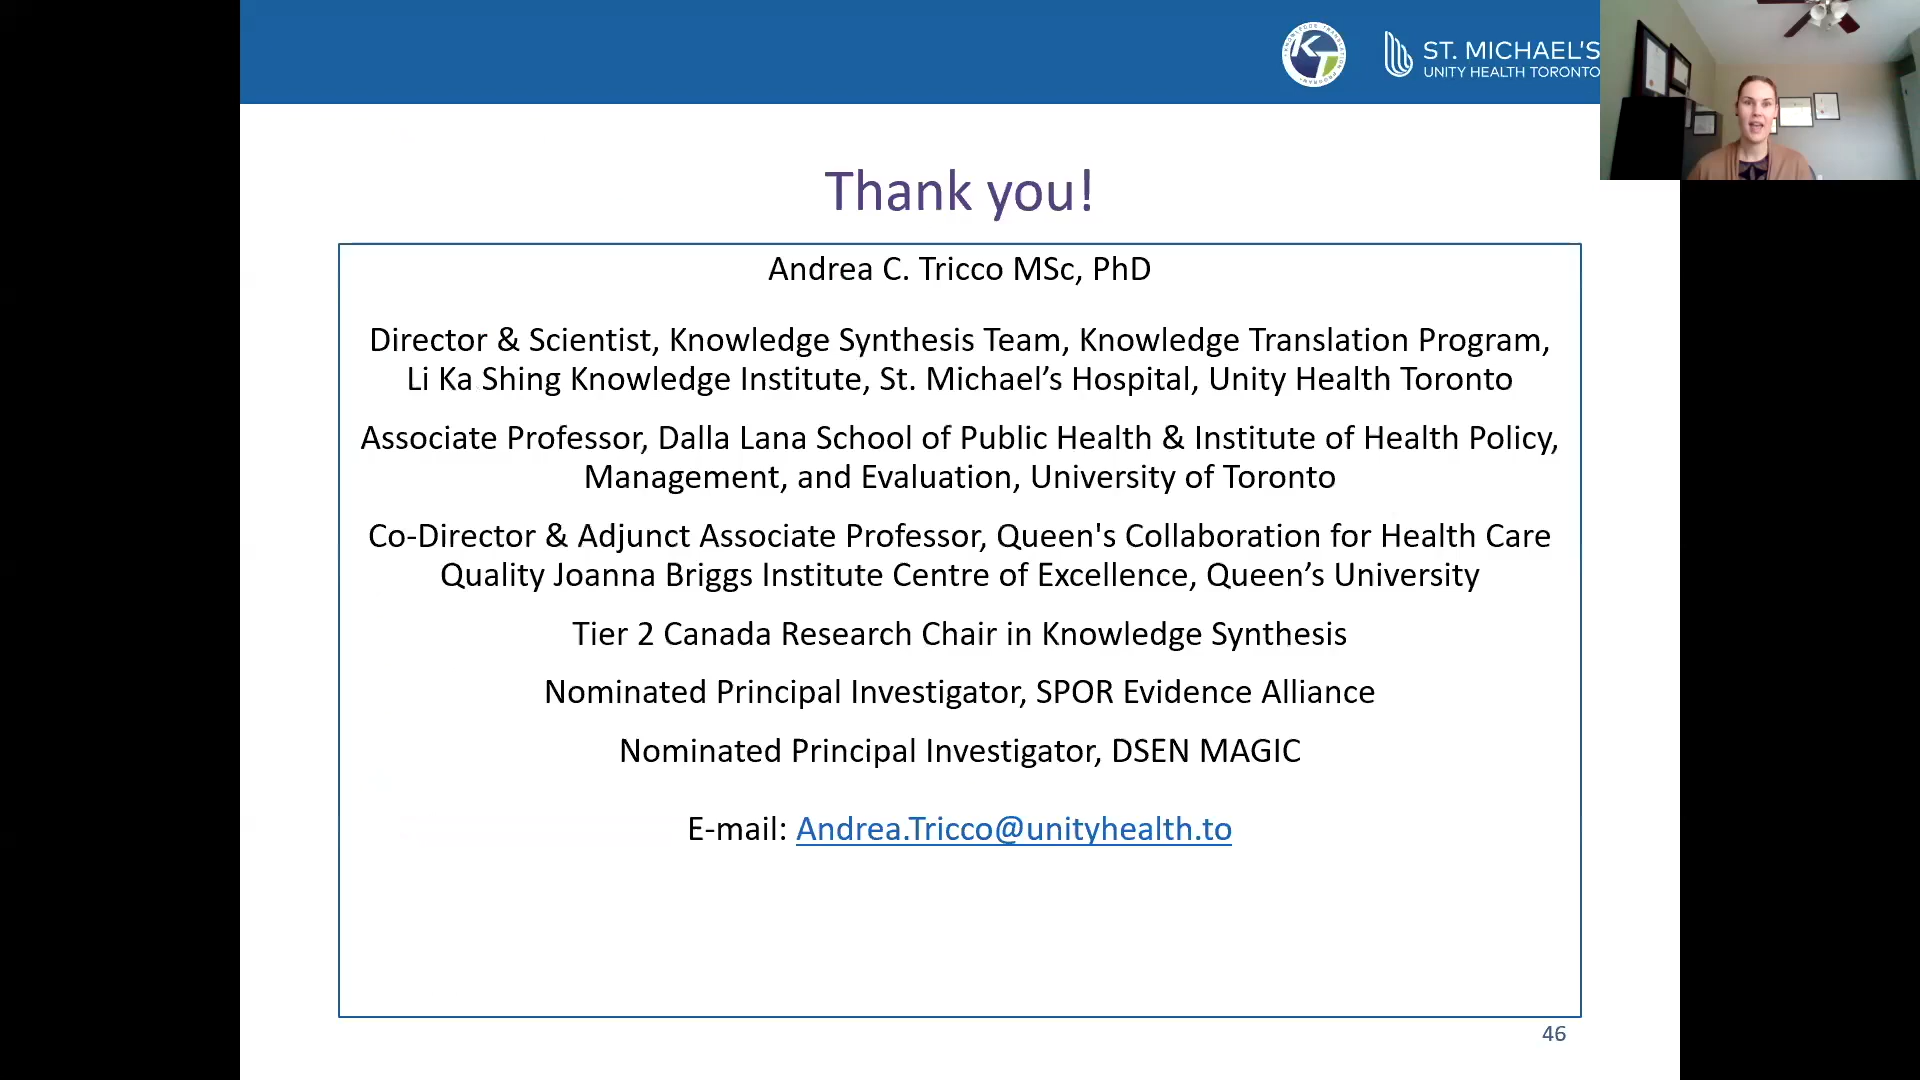 KT
KNOWLEDGE TRANSLATION PROGRAM
ST. MICHAEL'S
UNITY HEALTH TORONTO
Thank you!
Andrea C. Tricco MSc, PhD
Director & Scientist, Knowledge Synthesis Team, Knowledge Translation Program,
Li Ka Shing Knowledge Institute, St. Michael’s Hospital, Unity Health Toronto
Associate Professor, Dalla Lana School of Public Health & Institute of Health Policy,
Management, and Evaluation, University of Toronto
Co-Director & Adjunct Associate Professor, Queen's Collaboration for Health Care
Quality Joanna Briggs Institute Centre of Excellence, Queen’s University
Tier 2 Canada Research Chair in Knowledge Synthesis
Nominated Principal Investigator, SPOR Evidence Alliance
Nominated Principal Investigator, DSEN MAGIC
E-mail: Andrea.Tricco@unityhealth.to
46